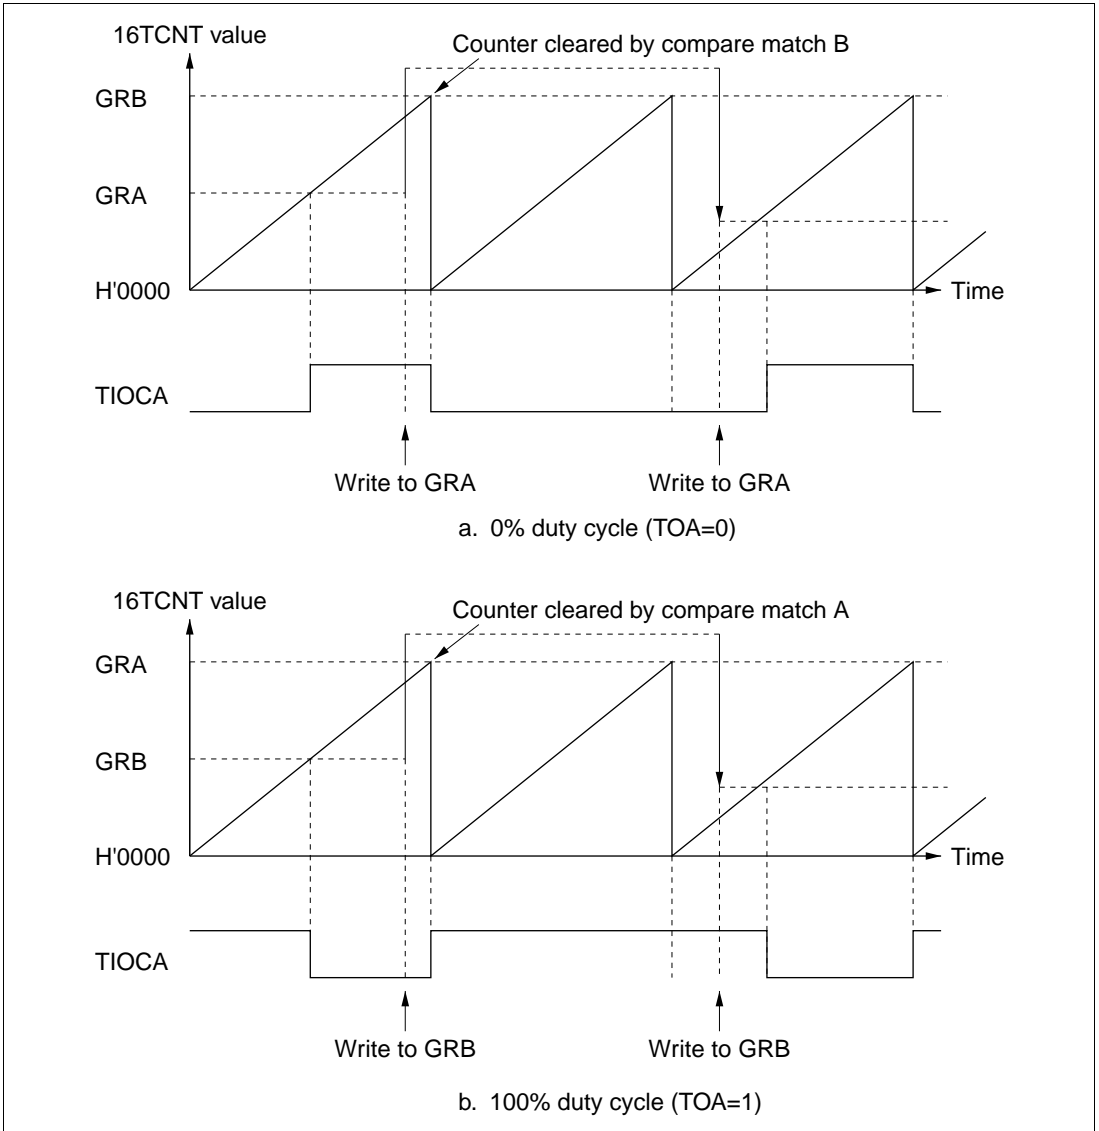 16TCNT value
Counter cleared by compare match B
GRB
GRA
H'0000
Time
TIOCA
Write to GRA
Write to GRA
a. 0% duty cycle (TOA=0)
16TCNT value
Counter cleared by compare match A
GRA
GRB
H'0000
Time
TIOCA
Write to GRB
Write to GRB
b. 100% duty cycle (TOA=1)